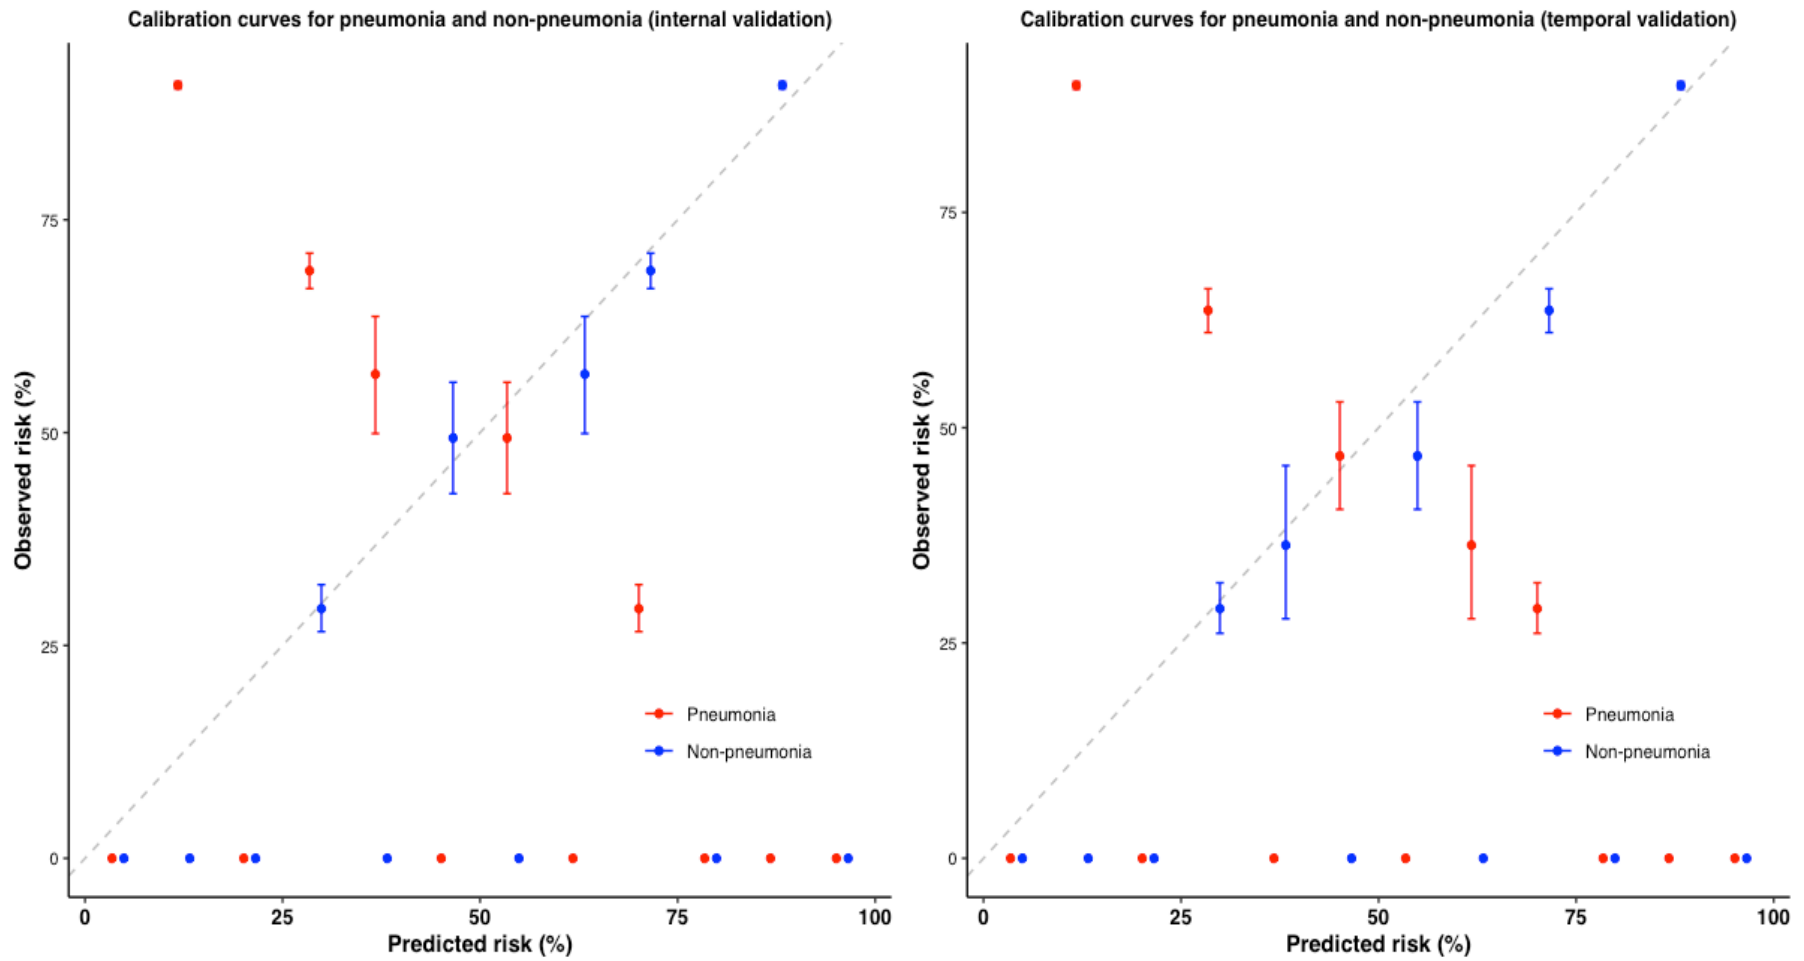 Calibration curves for pneumonia and non-pneumonia (internal validation)
75
50
25
0
Observed risk (%)
Pneumonia
Non-pneumonia
0 25 50 75 100
Predicted risk (%)
Calibration curves for pneumonia and non-pneumonia (temporal validation)
75
50
25
0
Observed risk (%)
Pneumonia
Non-pneumonia
0 25 50 75 100
Predicted risk (%)